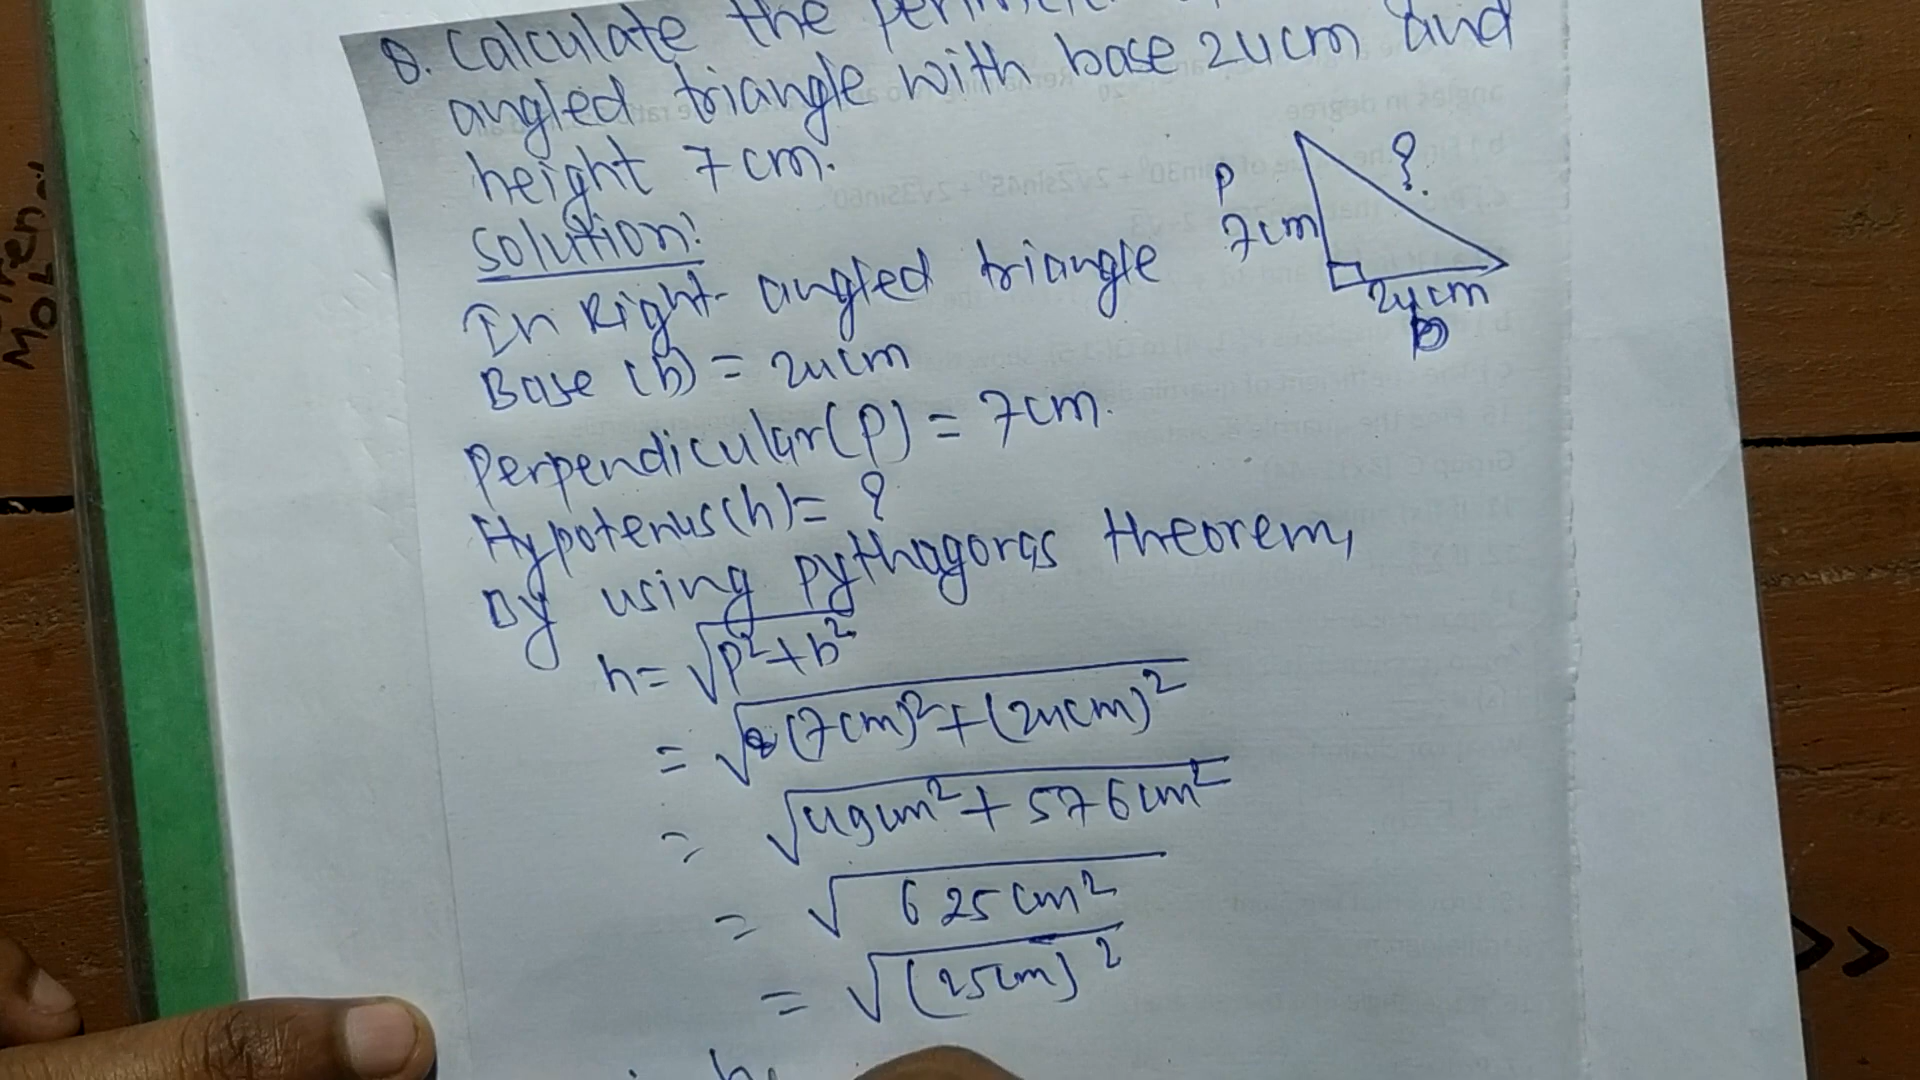 Q. Calculate the
angled triangle with base 24cm and
height 7cm.
Solution:
In Right-angled triangle
Base (b) = 24cm
Perpendicular(p) = 7cm.
Hypotenus(h)= ?
By using pythagoras theorem,
h= √p²+b²
= √(7cm)²+(24cm)²
= √49cm²+576cm²
= √625cm²
= √(25cm)²
P
7cm
?
24cm
b
>>